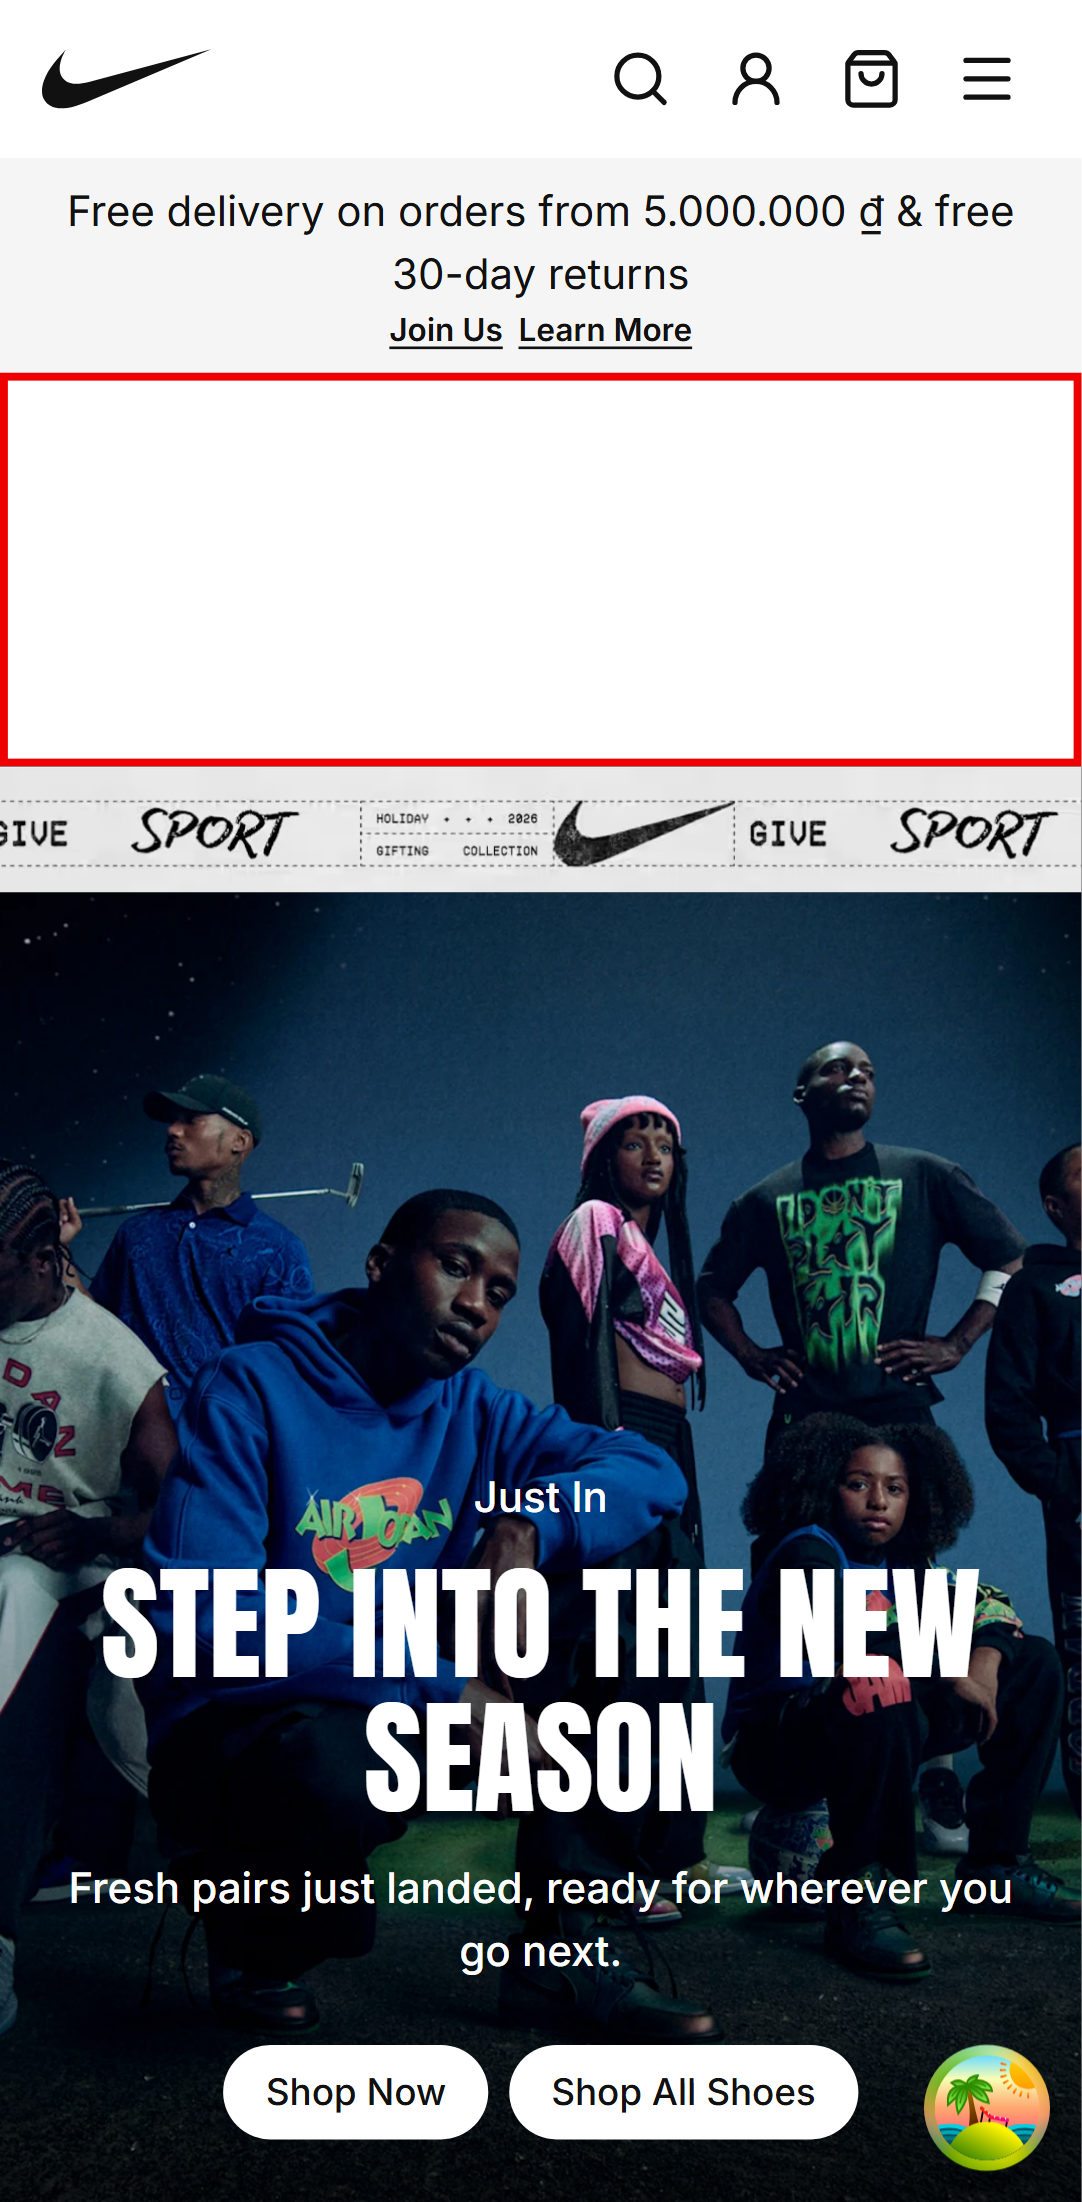 Free delivery on orders from 5.000.000 ₫ & free
30-day returns
Join Us Learn More
GIVE SPORT HOLIDAY + + + 2026 GIVE SPORT
GIFTING COLLECTION
AIR JORDAN
Just In
STEP INTO THE NEW
SEASON
Fresh pairs just landed, ready for wherever you
go next.
Shop Now Shop All Shoes